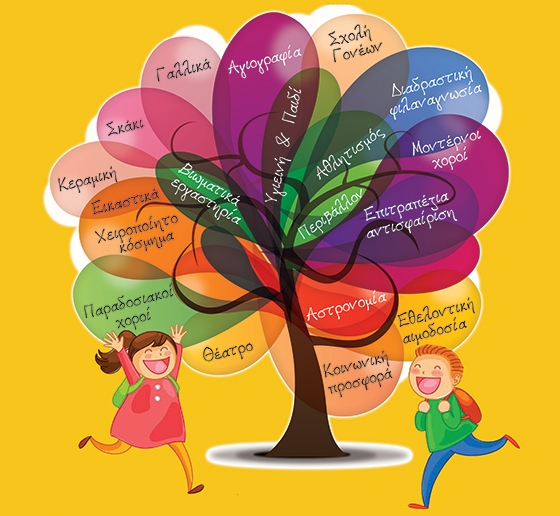 Σχολή
Γονέων
Αγιογραφία
Γαλλικά
Διαδραστική
φιλαναγνωσία
Υγιεινή & Παιδί
Σκάκι
Αθλητισμός
Μοντέρνοι
χοροί
Κεραμική
Βιωματικά
εργαστήρια
Εικαστικά
Περιβάλλον
Επιτραπέζια
αντισφαίριση
Χειροποίητο
κόσμημα
Παραδοσιακοί
χοροί
Αστρονομία
Εθελοντική
αιμοδοσία
Θέατρο
Κοινωνική
προσφορά